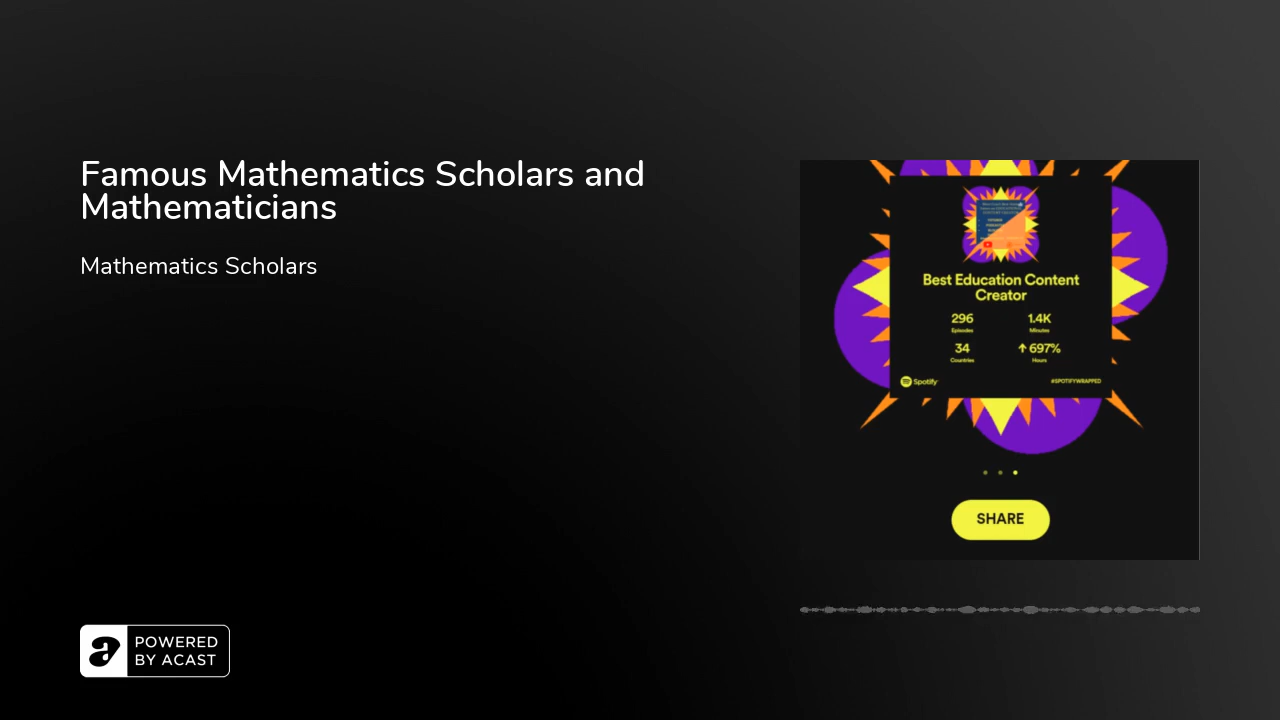 Famous Mathematics Scholars and
Mathematicians
Mathematics Scholars
Best Education Content
Creator
296
1.4K
Episodes
Minutes
34
↑ 697%
Countries
Hours
Spotify
#SPOTIFYWRAPPED
SHARE
a
POWERED
BY ACAST